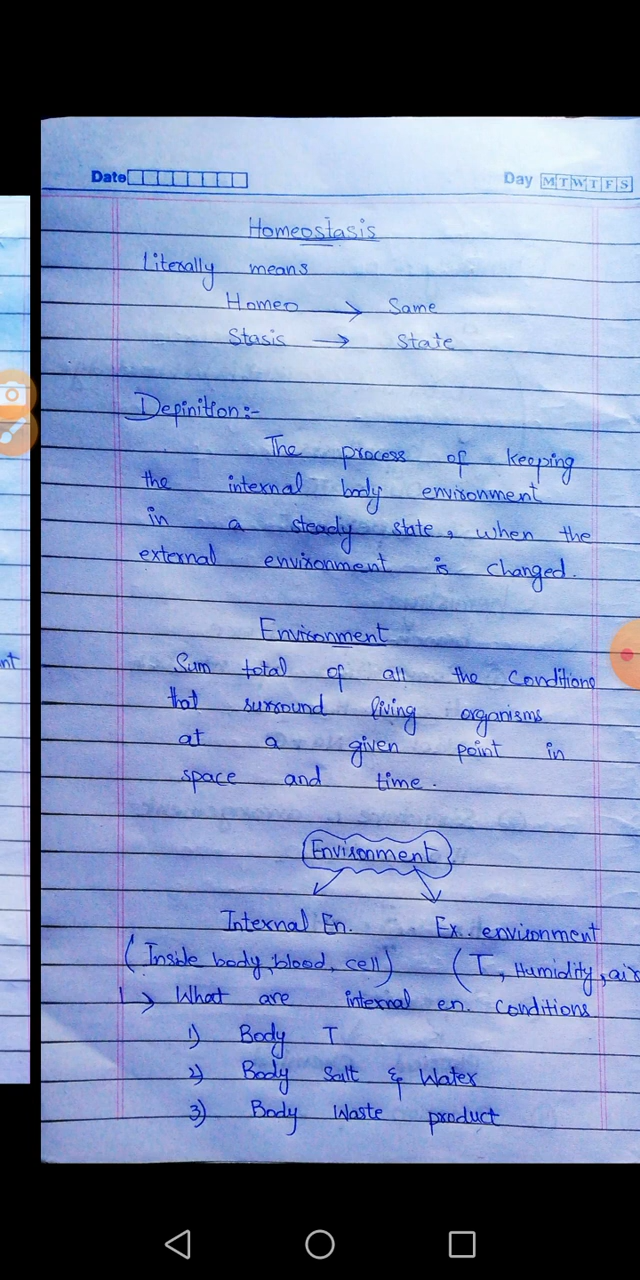 Date Day M T W T F S
Homeostasis
Literally means
Homeo → Same
Stasis → State
Definition:-
The process of keeping
the internal body environment
in a steady state, when the
external environment is changed.
Environment
Sum total of all the Conditions
that surround living organisms
at a given point in
space and time.
nt
Environment
Internal En. Ex. environment
(Inside body, blood, cell) (T, Humidity, air
↳ What are internal en. conditions
1) Body T
2) Body Salt & Water
3) Body Waste product